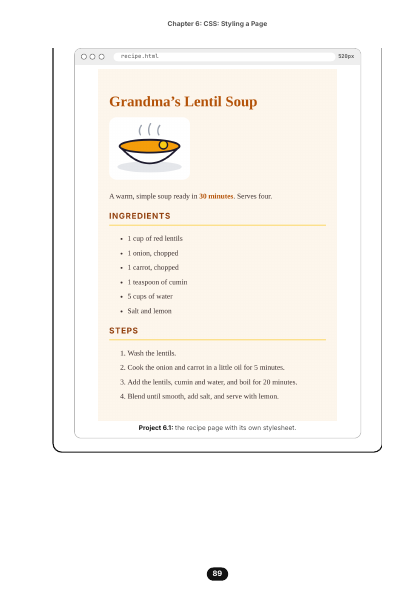 Chapter 6: CSS: Styling a Page
recipe.html
520px
Grandma’s Lentil Soup
A warm, simple soup ready in 30 minutes. Serves four.
INGREDIENTS
• 1 cup of red lentils
• 1 onion, chopped
• 1 carrot, chopped
• 1 teaspoon of cumin
• 5 cups of water
• Salt and lemon
STEPS
1. Wash the lentils.
2. Cook the onion and carrot in a little oil for 5 minutes.
3. Add the lentils, cumin and water, and boil for 20 minutes.
4. Blend until smooth, add salt, and serve with lemon.
Project 6.1: the recipe page with its own stylesheet.
89